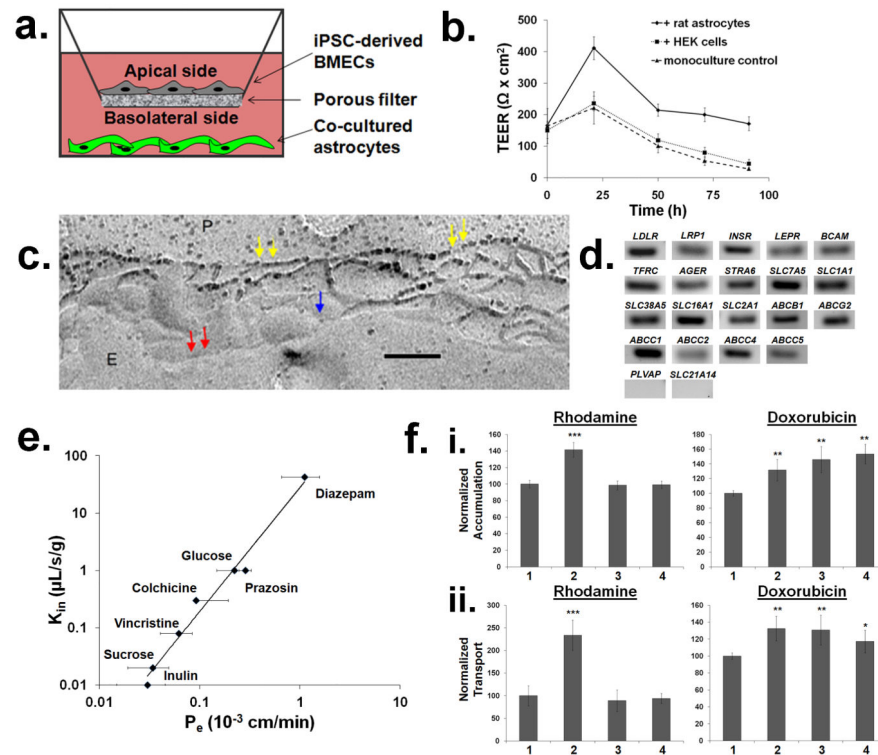 a.
iPSC-derived
BMECs
Apical side
Porous filter
Basolateral side
Co-cultured
astrocytes
b.
+ rat astrocytes
+ HEK cells
monoculture control
TEER (Ω x cm²)
500
400
300
200
100
0
0 25 50 75 100
Time (h)
c.
P
E
d.
LDLR LRP1 INSR LEPR BCAM
TFRC AGER STRA6 SLC7A5 SLC1A1
SLC38A5 SLC16A1 SLC2A1 ABCB1 ABCG2
ABCC1 ABCC2 ABCC4 ABCC5
PLVAP SLC21A14
e.
Kin (µL/s/g)
100
10
1
0.1
0.01
0.01 0.1 1 10
Pe (10⁻³ cm/min)
Diazepam
Glucose
Prazosin
Colchicine
Vincristine
Sucrose
Inulin
f.
i.
Rhodamine
Normalized
Accumulation
160
140
120
100
80
60
40
20
0
***
1 2 3 4
Doxorubicin
180
160
140
120
100
80
60
40
20
0
** ** **
1 2 3 4
ii.
Rhodamine
Normalized
Transport
300
250
200
150
100
50
0
***
1 2 3 4
Doxorubicin
160
140
120
100
80
60
40
20
0
** ** *
1 2 3 4